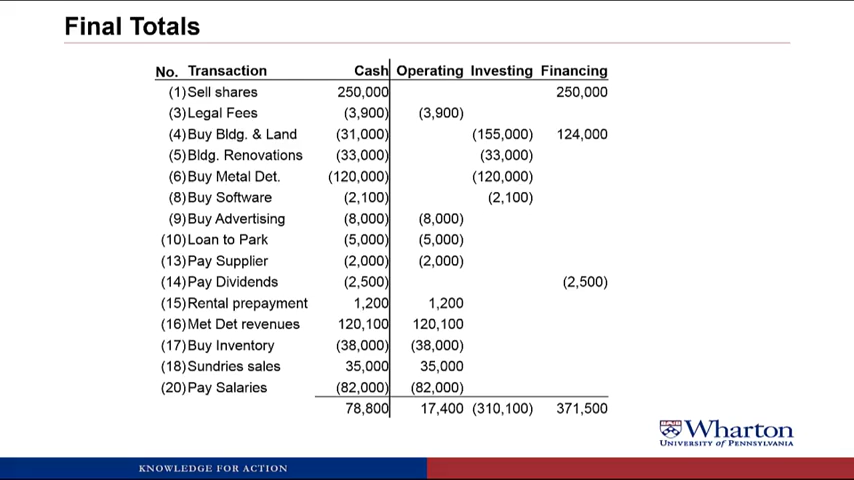 Final Totals
No. Transaction Cash Operating Investing Financing
(1) Sell shares 250,000 250,000
(3) Legal Fees (3,900) (3,900)
(4) Buy Bldg. & Land (31,000) (155,000) 124,000
(5) Bldg. Renovations (33,000) (33,000)
(6) Buy Metal Det. (120,000) (120,000)
(8) Buy Software (2,100) (2,100)
(9) Buy Advertising (8,000) (8,000)
(10) Loan to Park (5,000) (5,000)
(13) Pay Supplier (2,000) (2,000)
(14) Pay Dividends (2,500) (2,500)
(15) Rental prepayment 1,200 1,200
(16) Met Det revenues 120,100 120,100
(17) Buy Inventory (38,000) (38,000)
(18) Sundries sales 35,000 35,000
(20) Pay Salaries (82,000) (82,000)
78,800 17,400 (310,100) 371,500
Wharton
UNIVERSITY of PENNSYLVANIA
KNOWLEDGE FOR ACTION